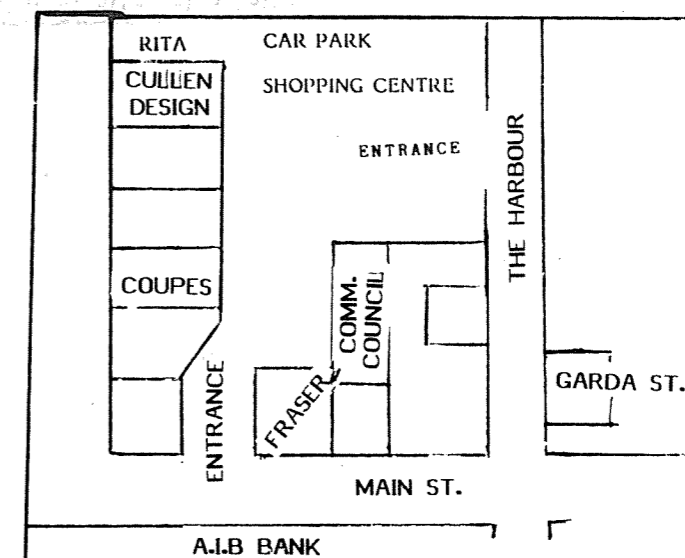 RITA
CULLEN
DESIGN
CAR PARK
SHOPPING CENTRE
ENTRANCE
THE HARBOUR
COUPES
COMM.
COUNCIL
FRASER
ENTRANCE
GARDA ST.
MAIN ST.
A.I.B BANK